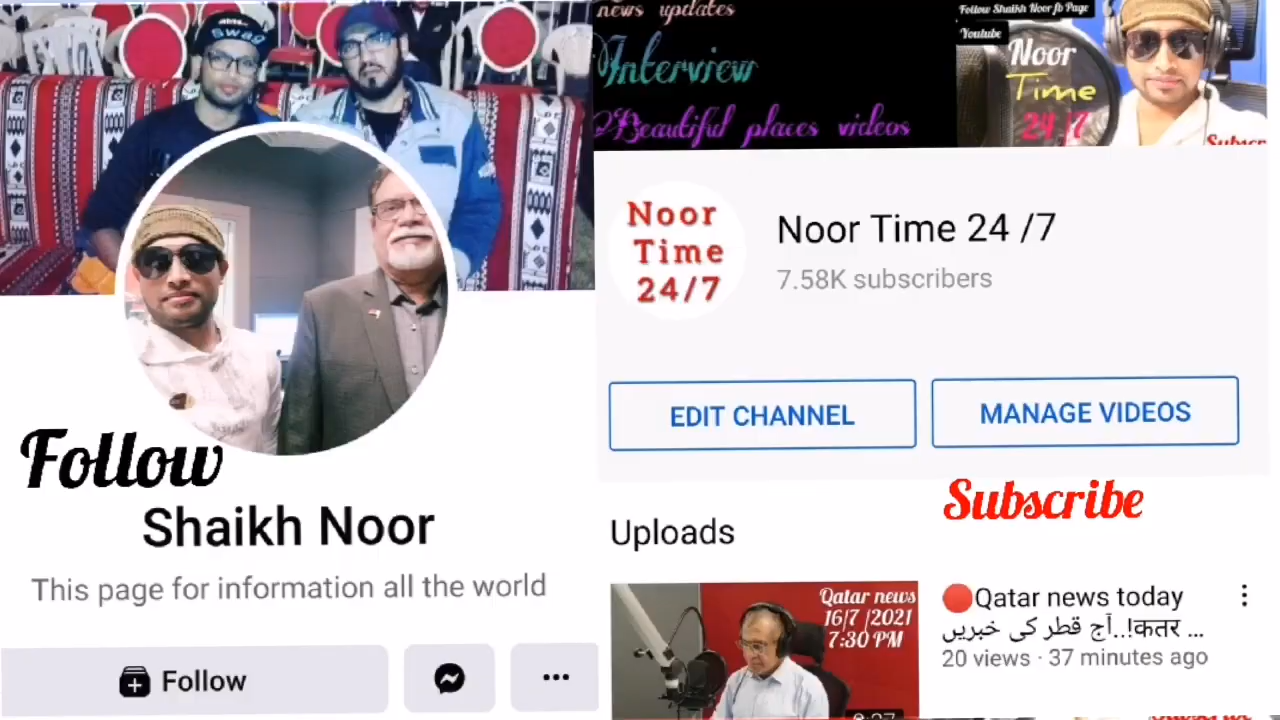 Swag
Follow
Shaikh Noor
This page for information all the world
Follow
news updates
Interview
Beautiful places videos
Follow Shaikh Noor fb Page
Youtube
Noor
Time
24 /7
Noor
Time
24/7
Noor Time 24 /7
7.58K subscribers
EDIT CHANNEL
MANAGE VIDEOS
Subscribe
Uploads
Qatar news
16/7 /2021
7:30 PM
🔴Qatar news today
آج قطر کی خبریں..!कतर ...
20 views · 37 minutes ago